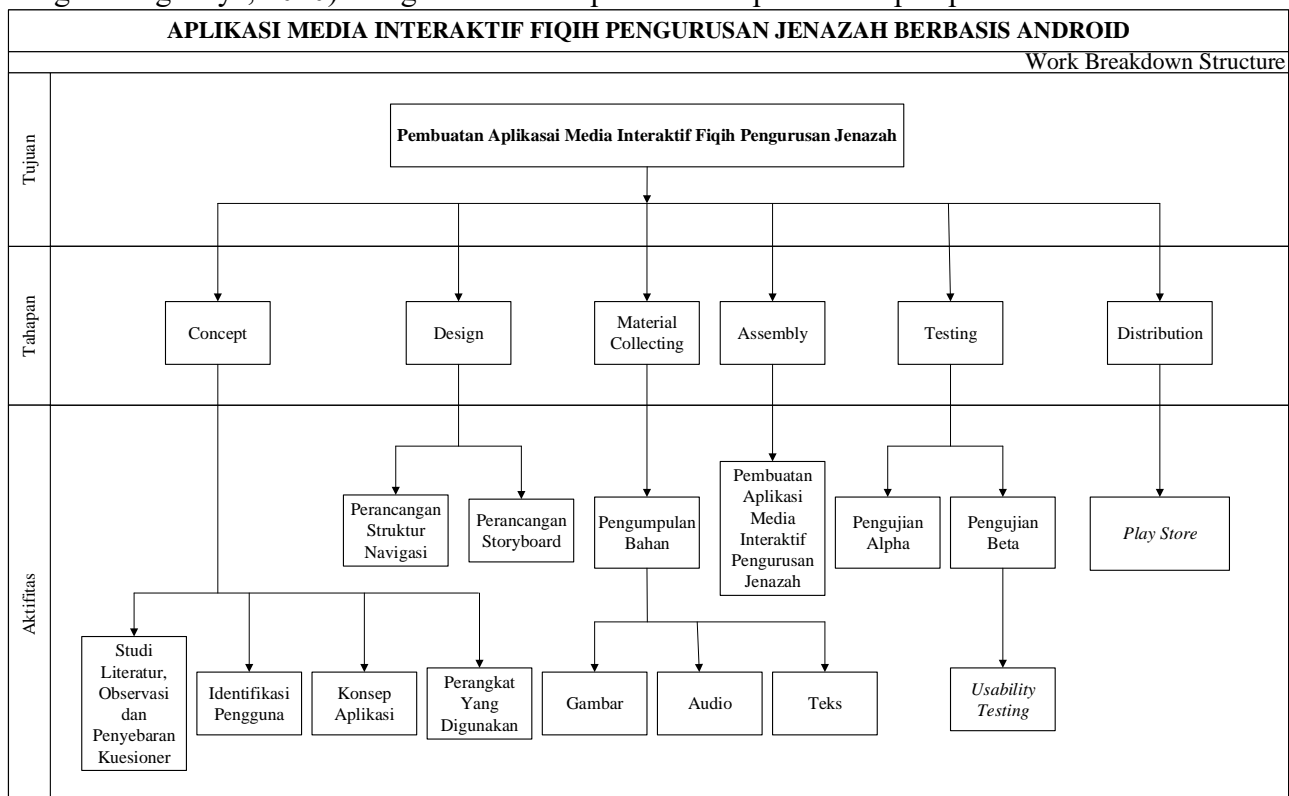 APLIKASI MEDIA INTERAKTIF FIQIH PENGURUSAN JENAZAH BERBASIS ANDROID
Work Breakdown Structure
Tujuan
Pembuatan Aplikasai Media Interaktif Fiqih Pengurusan Jenazah
Tahapan
Concept
Design
Material
Collecting
Assembly
Testing
Distribution
Aktifitas
Perancangan
Struktur
Navigasi
Perancangan
Storyboard
Pengumpulan
Bahan
Pembuatan
Aplikasi
Media
Interaktif
Pengurusan
Jenazah
Pengujian
Alpha
Pengujian
Beta
Play Store
Studi
Literatur,
Observasi
dan
Penyebaran
Kuesioner
Identifikasi
Pengguna
Konsep
Aplikasi
Perangkat
Yang
Digunakan
Gambar
Audio
Teks
Usability
Testing